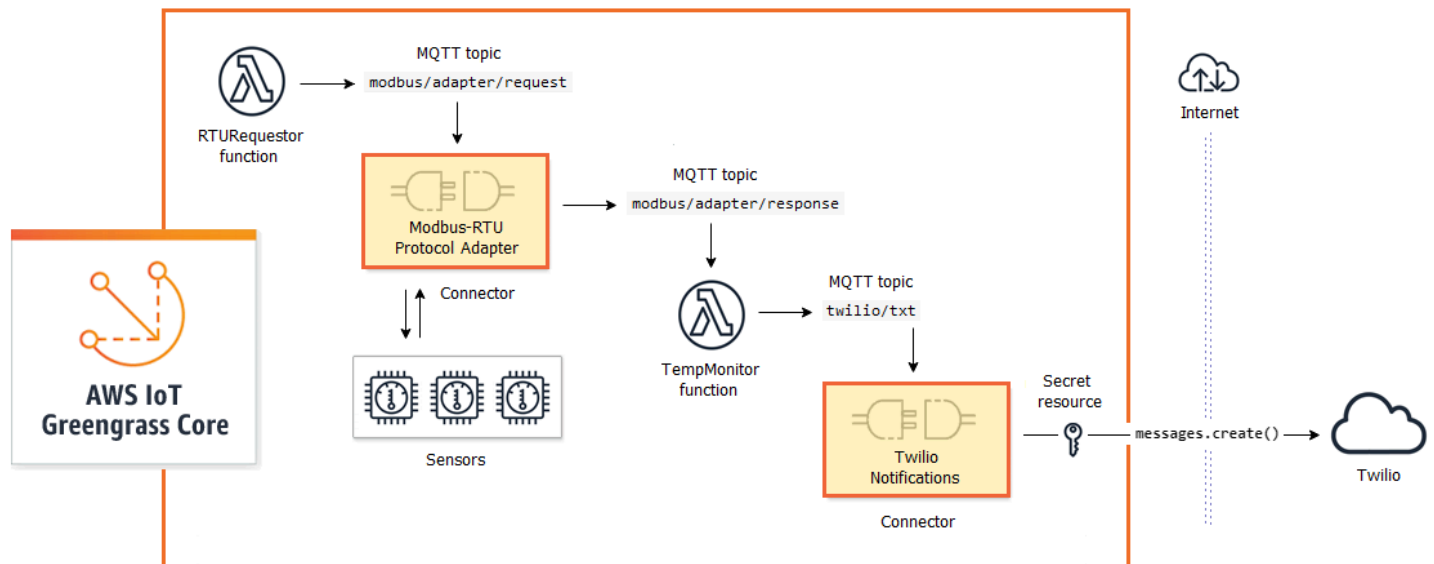 MQTT topic
modbus/adapter/request
RTURequestor
function
Internet
MQTT topic
modbus/adapter/response
Modbus-RTU
Protocol Adapter
Connector
MQTT topic
twilio/txt
AWS IoT
Greengrass Core
TempMonitor
function
Sensors
Secret
resource
messages.create()
Twilio
Notifications
Twilio
Connector